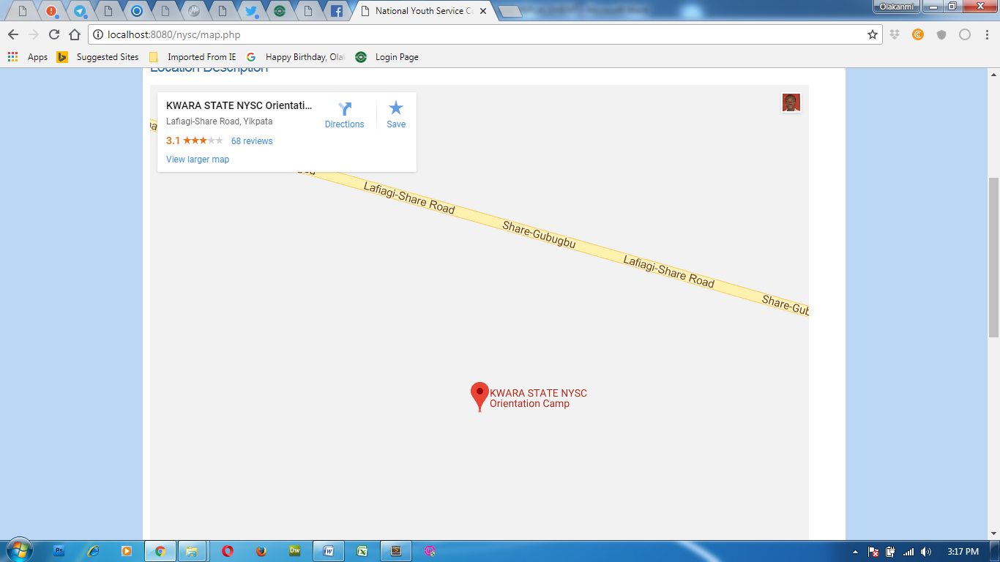 Olakanmi
National Youth Service C
localhost:8080/nysc/map.php
Apps
Suggested Sites
Imported From IE
Happy Birthday, Ola
Login Page
Location Description
KWARA STATE NYSC Orientati...
Lafiagi-Share Road, Yikpata
3.1
68 reviews
View larger map
Directions
Save
Lafiagi-Share Road
Share-Gubugbu
Lafiagi-Share Road
Share-Gub
KWARA STATE NYSC
Orientation Camp
3:17 PM